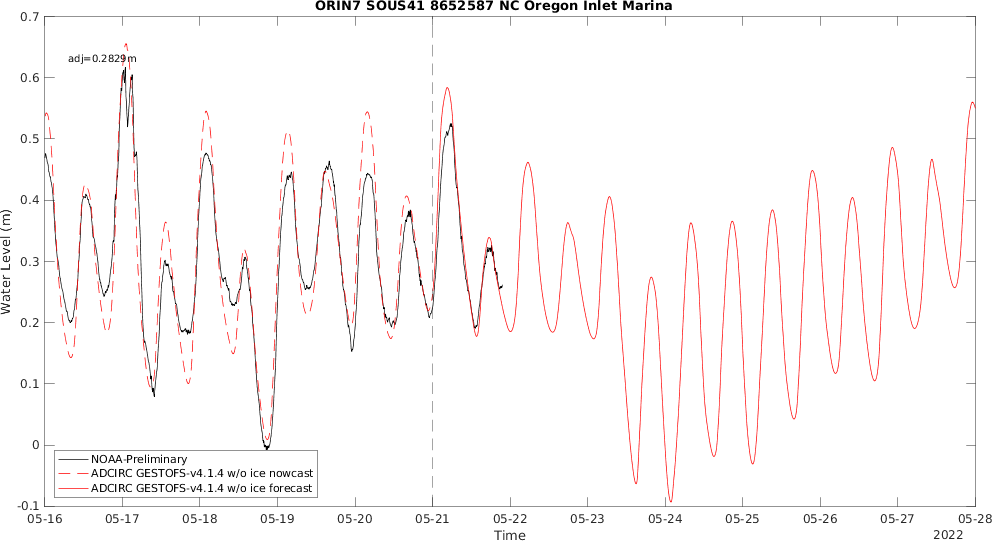 ORIN7 SOUS41 8652587 NC Oregon Inlet Marina
0.7
0.6
0.5
0.4
0.3
0.2
0.1
0
-0.1
Water Level (m)
adj=0.2829m
NOAA-Preliminary
ADCIRC GESTOFS-v4.1.4 w/o ice nowcast
ADCIRC GESTOFS-v4.1.4 w/o ice forecast
05-16 05-17 05-18 05-19 05-20 05-21 05-22 05-23 05-24 05-25 05-26 05-27 05-28
Time
2022